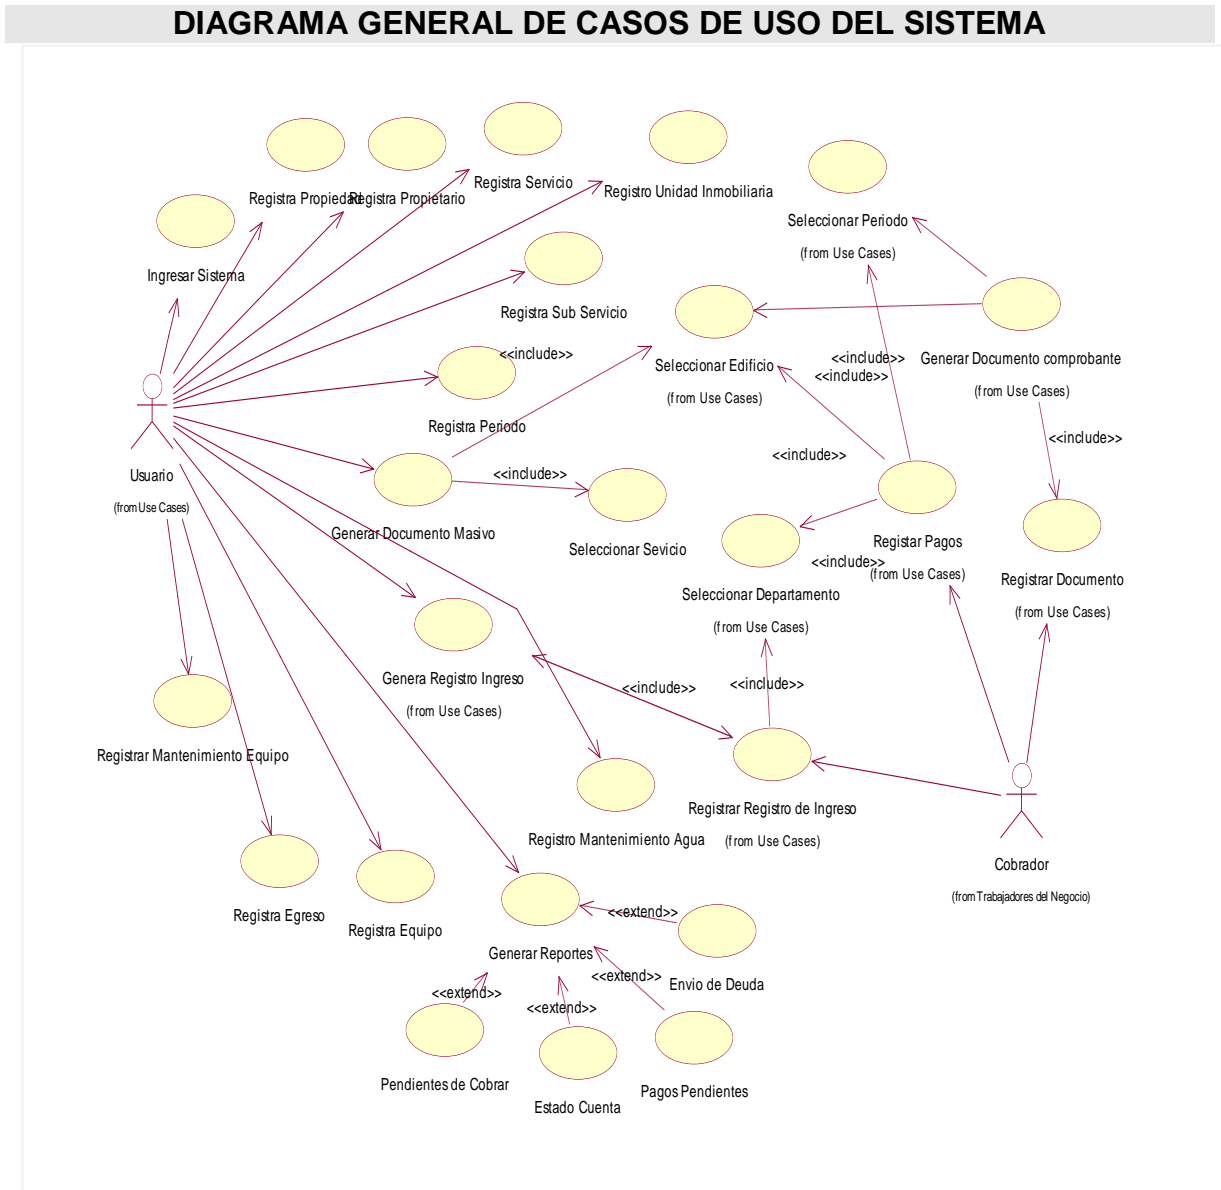 DIAGRAMA GENERAL DE CASOS DE USO DEL SISTEMA
Registra Propiedad
Registra Propietario
Registra Servicio
Registro Unidad Inmobiliaria
Seleccionar Periodo
(from Use Cases)
Ingresar Sistema
Registra Sub Servicio
<<include>>
Seleccionar Edificio
(from Use Cases)
<<include>>
<<include>>
Generar Documento comprobante
(from Use Cases)
Registra Periodo
<<include>>
Usuario
(from Use Cases)
<<include>>
<<include>>
Generar Documento Masivo
Seleccionar Sevicio
Registar Pagos
(from Use Cases)
<<include>>
Seleccionar Departamento
(from Use Cases)
Registrar Documento
(from Use Cases)
Genera Registro Ingreso
(from Use Cases)
<<include>>
<<include>>
Registrar Mantenimiento Equipo
Registro Mantenimiento Agua
Registrar Registro de Ingreso
(from Use Cases)
Cobrador
(from Trabajadores del Negocio)
Registra Egreso
Registra Equipo
<<extend>>
Generar Reportes
Envio de Deuda
<<extend>>
<<extend>>
<<extend>>
Pendientes de Cobrar
Estado Cuenta
Pagos Pendientes